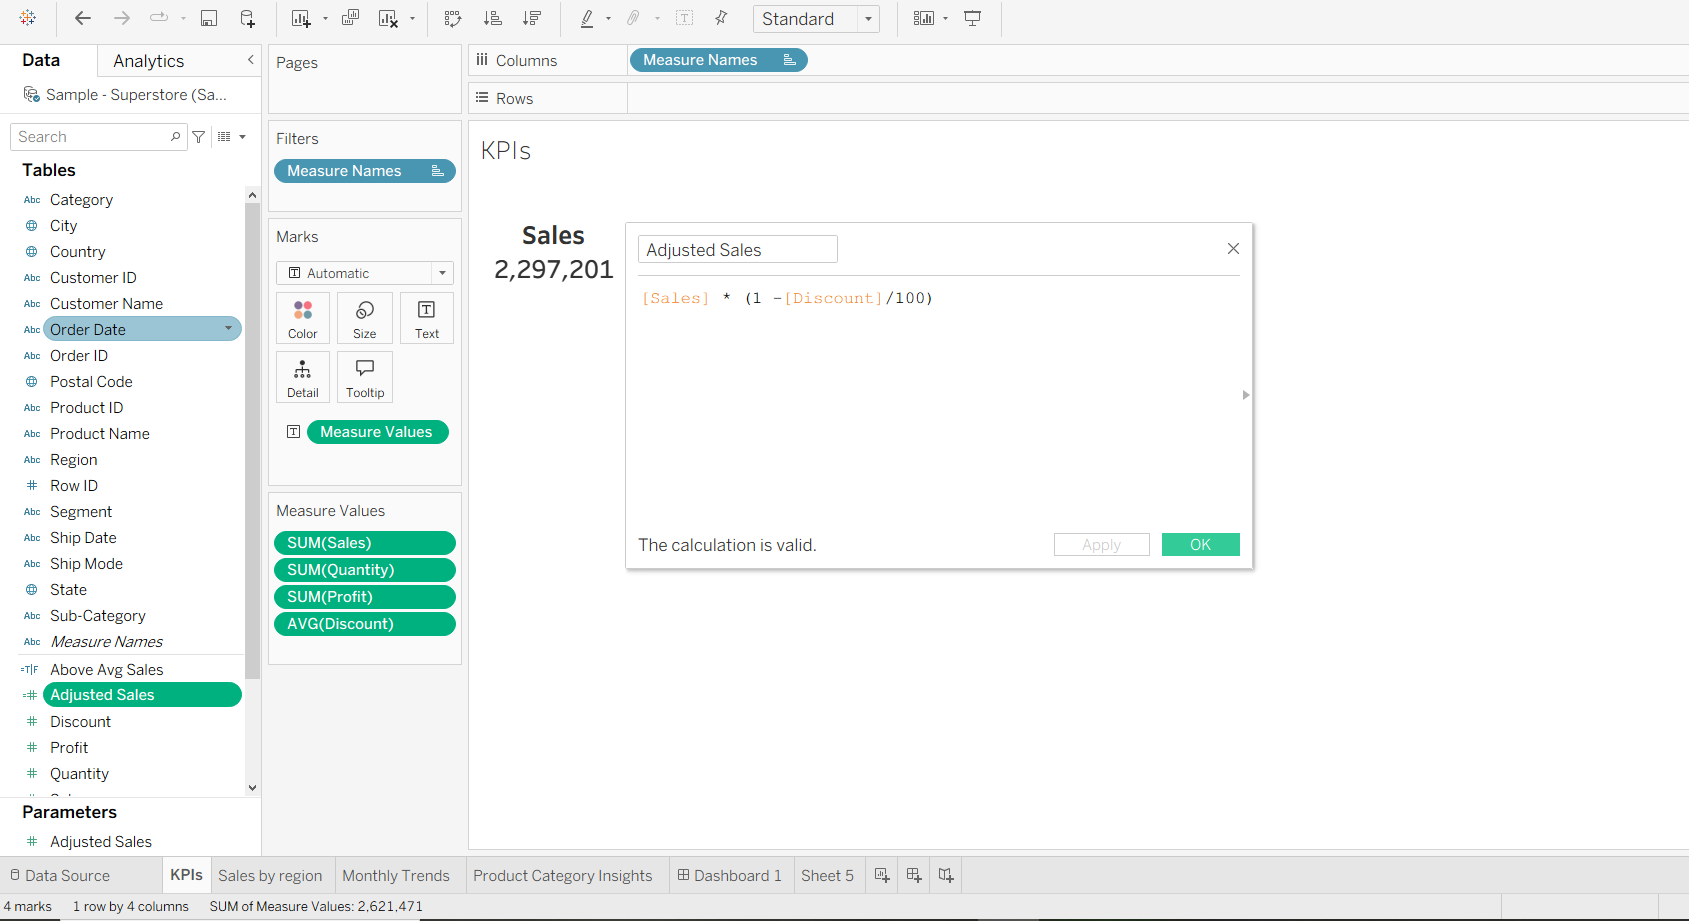 Standard
Data
Analytics
Sample - Superstore (Sa...
Search
Tables
Abc Category
City
Country
Abc Customer ID
Abc Customer Name
Abc Order Date
Abc Order ID
Postal Code
Abc Product ID
Abc Product Name
Abc Region
# Row ID
Abc Segment
Abc Ship Date
Abc Ship Mode
State
Abc Sub-Category
Abc Measure Names
=T|F Above Avg Sales
=# Adjusted Sales
# Discount
# Profit
# Quantity
Parameters
# Adjusted Sales
Pages
Filters
Measure Names
Marks
T Automatic
Color
Size
T Text
Detail
Tooltip
T Measure Values
Measure Values
SUM(Sales)
SUM(Quantity)
SUM(Profit)
AVG(Discount)
Columns
Measure Names
Rows
KPIs
Sales
2,297,201
Adjusted Sales
[Sales] * (1 -[Discount]/100)
The calculation is valid.
Apply
OK
Data Source
KPIs
Sales by region
Monthly Trends
Product Category Insights
Dashboard 1
Sheet 5
4 marks
1 row by 4 columns
SUM of Measure Values: 2,621,471